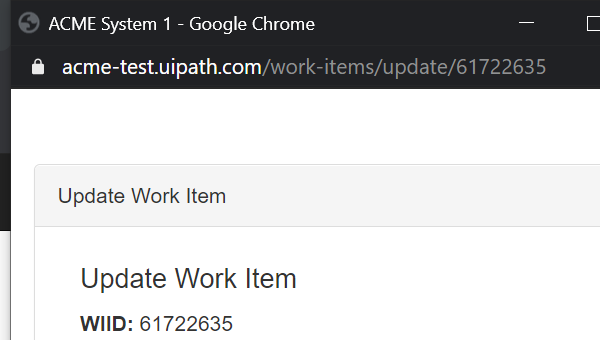 ACME System 1 - Google Chrome
acme-test.uipath.com/work-items/update/61722635
Update Work Item
Update Work Item
WIID: 61722635